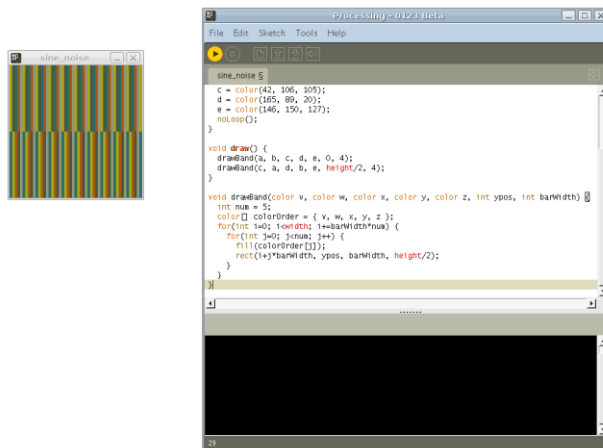 sine_noise
Processing - 0123 Beta
File Edit Sketch Tools Help
sine_noise §
c = color(42, 106, 105);
d = color(165, 89, 20);
e = color(146, 150, 127);
noLoop();
}
void draw() {
drawBand(a, b, c, d, e, 0, 4);
drawBand(c, a, d, b, e, height/2, 4);
}
void drawBand(color v, color w, color x, color y, color z, int ypos, int barWidth) {
int num = 5;
color[] colorOrder = { v, w, x, y, z };
for(int i=0; i<width; i+=barWidth*num) {
for(int j=0; j<num; j++) {
fill(colorOrder[j]);
rect(i+j*barWidth, ypos, barWidth, height/2);
}
}
}
29